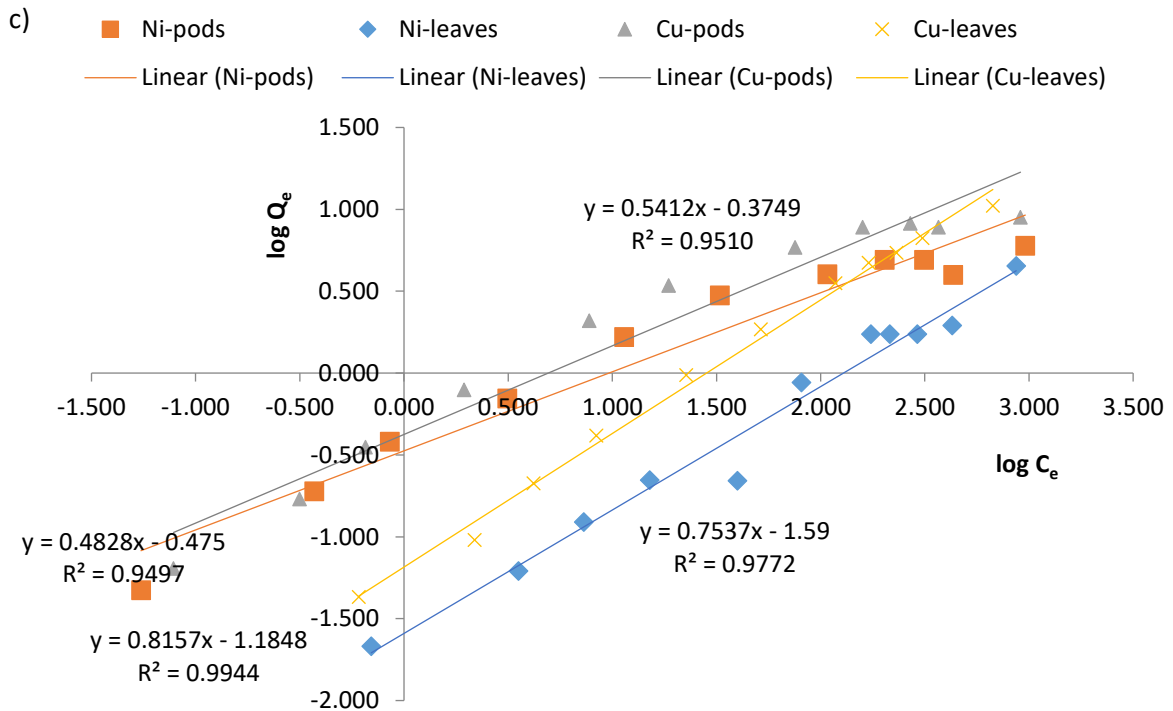 c)
Ni-pods Ni-leaves Cu-pods Cu-leaves
Linear (Ni-pods) Linear (Ni-leaves) Linear (Cu-pods) Linear (Cu-leaves)
1.500
1.000
0.500
0.000
-0.500
-1.000
-1.500
-2.000
-1.500 -1.000 -0.500 0.000 0.500 1.000 1.500 2.000 2.500 3.000 3.500
log Qe
log Ce
y = 0.5412x - 0.3749
R² = 0.9510
y = 0.4828x - 0.475
R² = 0.9497
y = 0.7537x - 1.59
R² = 0.9772
y = 0.8157x - 1.1848
R² = 0.9944